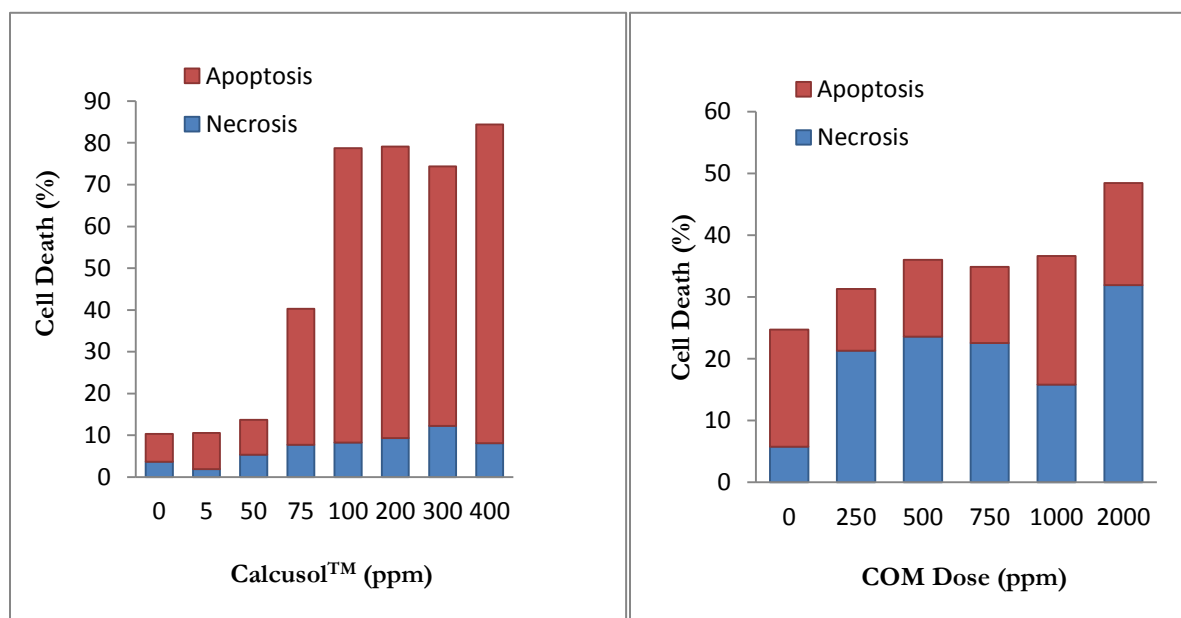 Apoptosis
Necrosis
90
80
70
60
50
40
30
20
10
0
Cell Death (%)
0 5 50 75 100 200 300 400
Calcusol™ (ppm)
Apoptosis
Necrosis
60
50
40
30
20
10
0
Cell Death (%)
0 250 500 750 1000 2000
COM Dose (ppm)